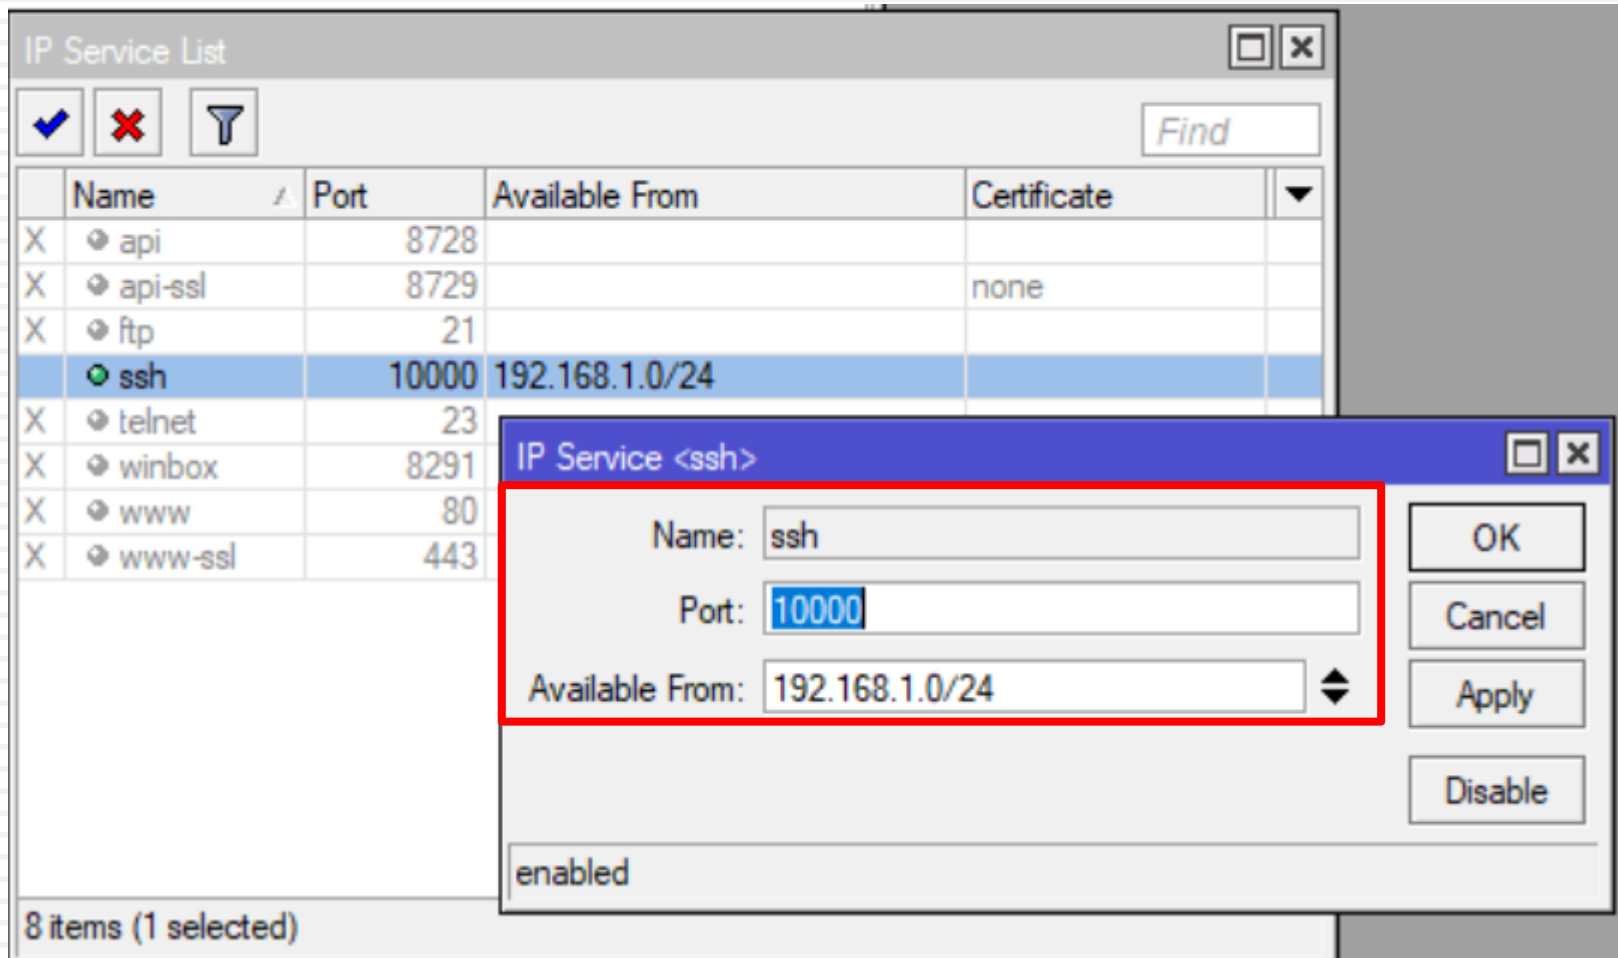 IP Service List
Find
Name Port Available From Certificate
X api 8728
X api-ssl 8729 none
X ftp 21
ssh 10000 192.168.1.0/24
X telnet 23
X winbox 8291
X www 80
X www-ssl 443
8 items (1 selected)
IP Service <ssh>
Name: ssh
Port: 10000
Available From: 192.168.1.0/24
OK
Cancel
Apply
Disable
enabled